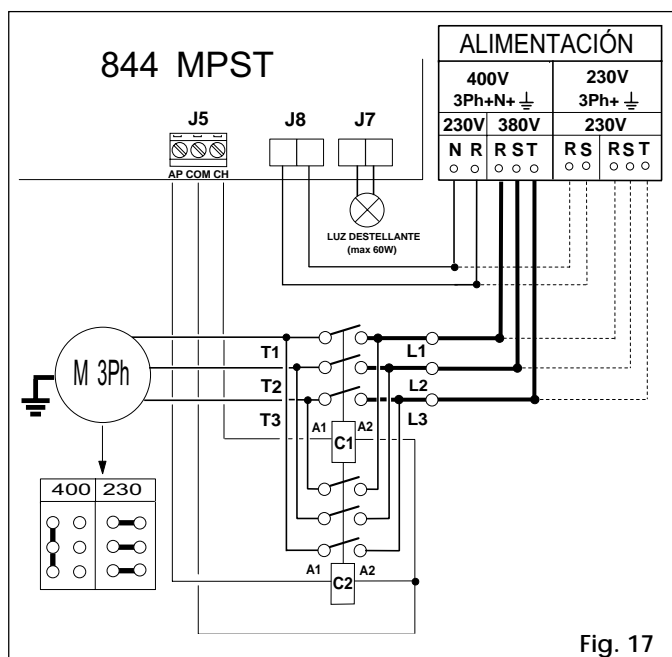 844 MPST
ALIMENTACIÓN
400V
3Ph+N+
230V
3Ph+
230V 380V
230V
N R R S T
R S R S T
J5
J8
J7
AP COM CH
LUZ DESTELLANTE
(max 60W)
M 3Ph
T1
L1
T2
L2
T3
L3
A1
A2
C1
400 230
A1
A2
C2
Fig. 17